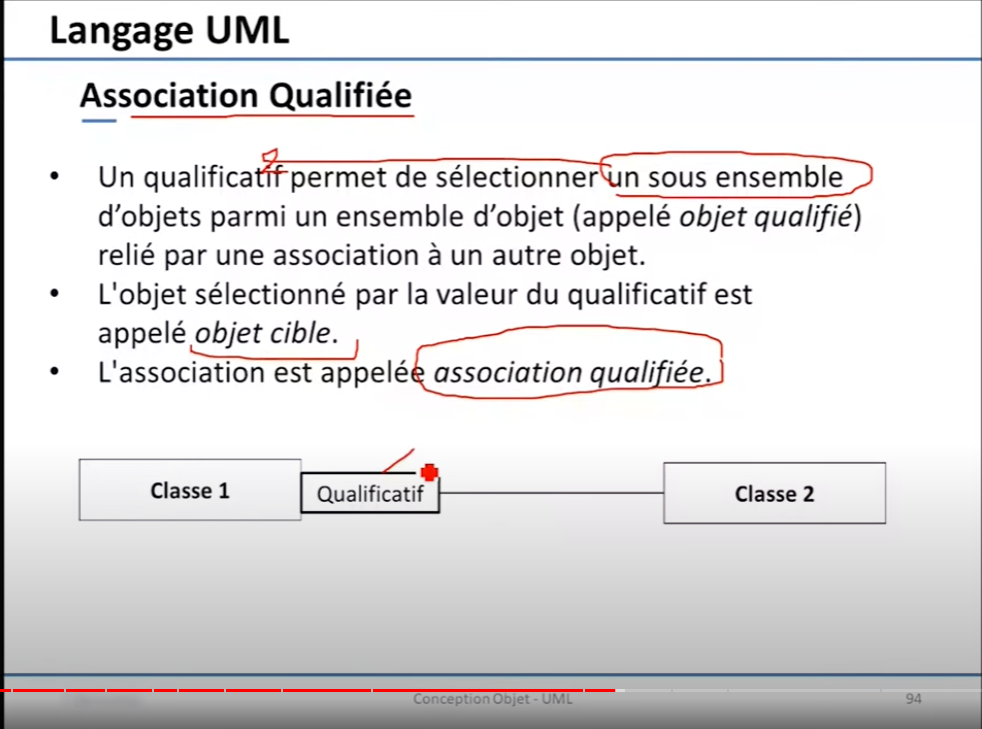 Langage UML
Association Qualifiée
• Un qualificatif permet de sélectionner un sous ensemble
d'objets parmi un ensemble d'objet (appelé objet qualifié)
relié par une association à un autre objet.
• L'objet sélectionné par la valeur du qualificatif est
appelé objet cible.
• L'association est appelée association qualifiée.
Classe 1
Qualificatif
Classe 2
Conception Objet - UML
94